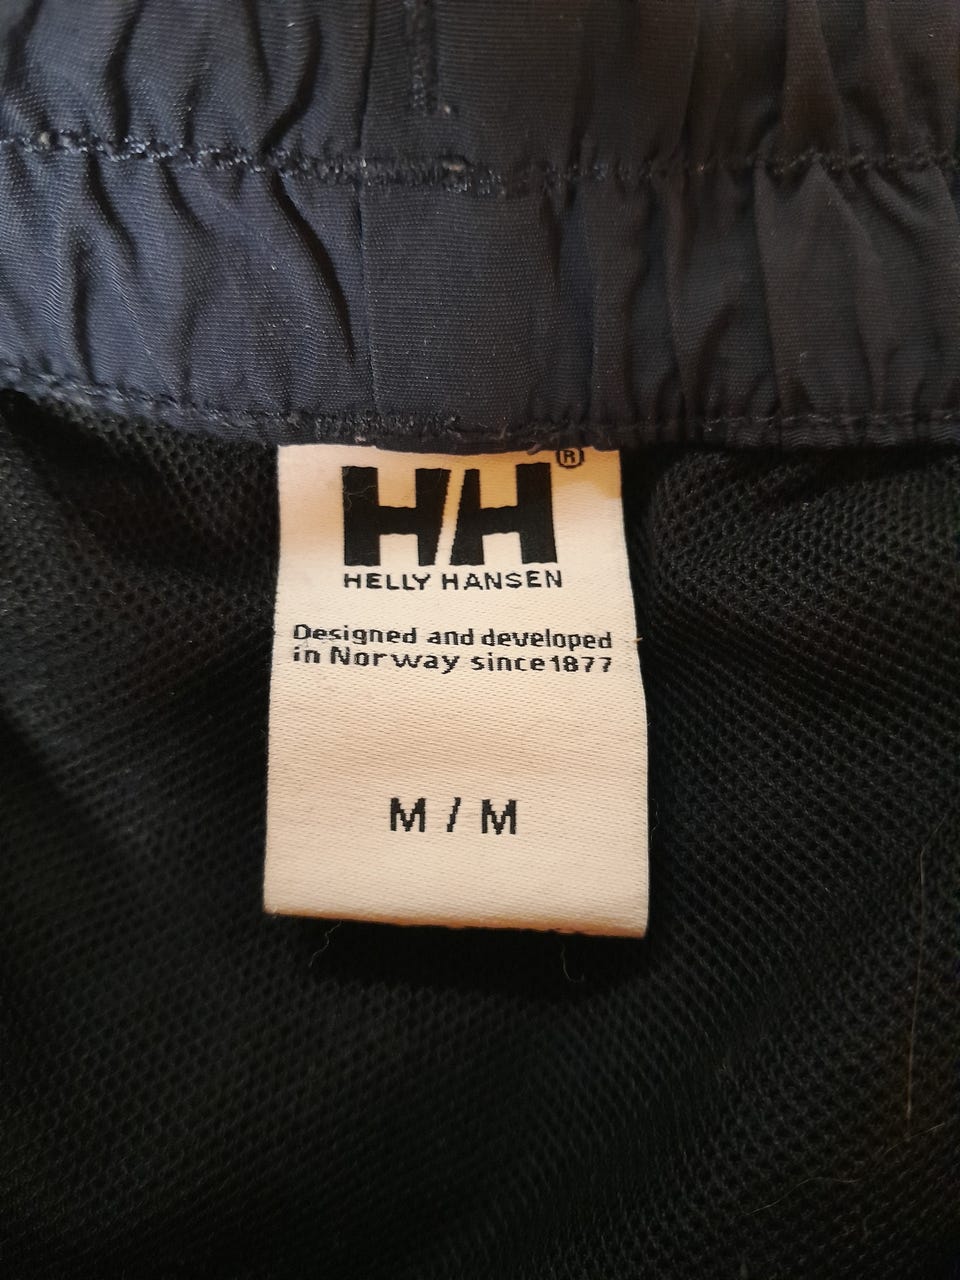 HH®
HELLY HANSEN
Designed and developed
in Norway since 1877
M / M